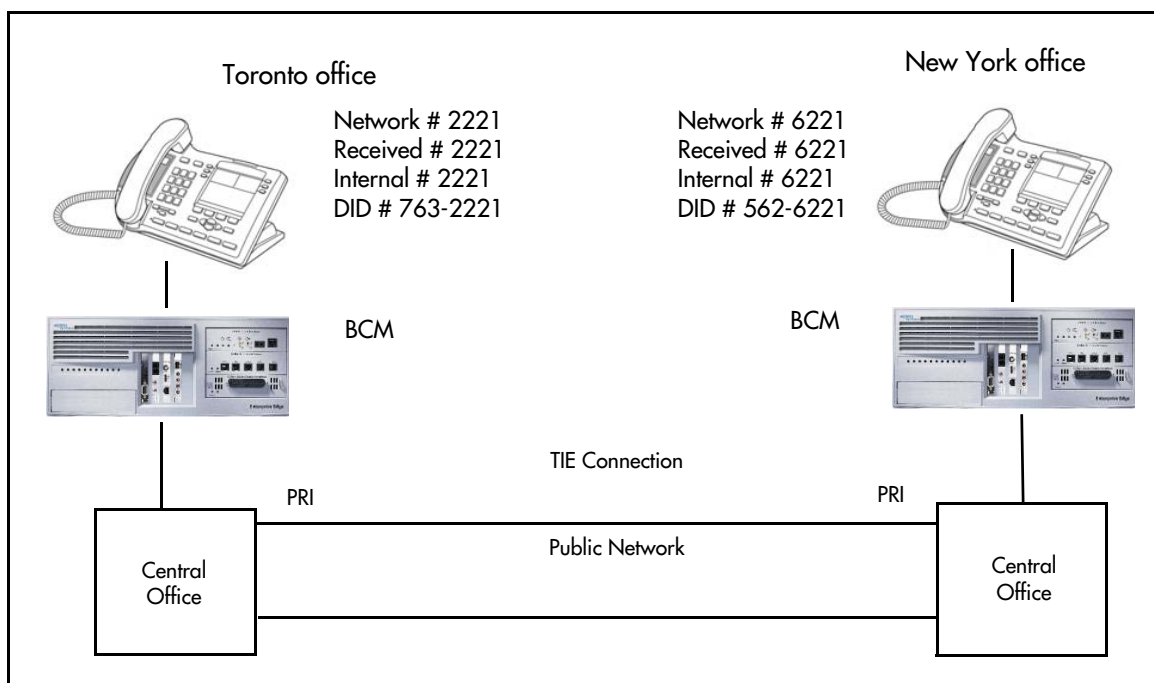 Toronto office
New York office
Network # 2221
Received # 2221
Internal # 2221
DID # 763-2221
Network # 6221
Received # 6221
Internal # 6221
DID # 562-6221
BCM
BCM
TIE Connection
PRI
PRI
Public Network
Central
Office
Central
Office